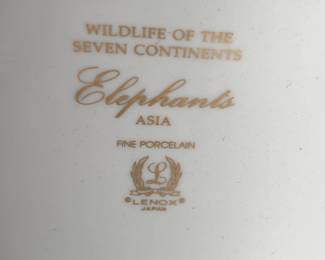 WILDLIFE OF THE
SEVEN CONTINENTS
Elephants
ASIA
FINE PORCELAIN
L
©LENOX®
JAPAN